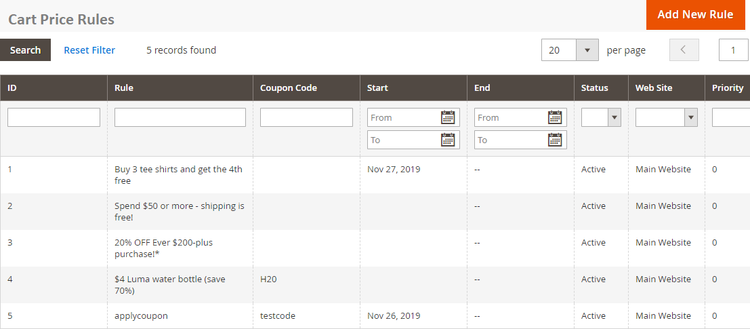 Cart Price Rules
Add New Rule
Search Reset Filter 5 records found 20 per page 1
ID Rule Coupon Code Start End Status Web Site Priority
From From
To To
1 Buy 3 tee shirts and get the 4th Nov 27, 2019 -- Active Main Website 0
free
2 Spend $50 or more - shipping is -- Active Main Website 0
free!
3 20% OFF Ever $200-plus -- Active Main Website 0
purchase!*
4 $4 Luma water bottle (save H20 -- Active Main Website 0
70%)
5 applycoupon testcode Nov 26, 2019 -- Active Main Website 0